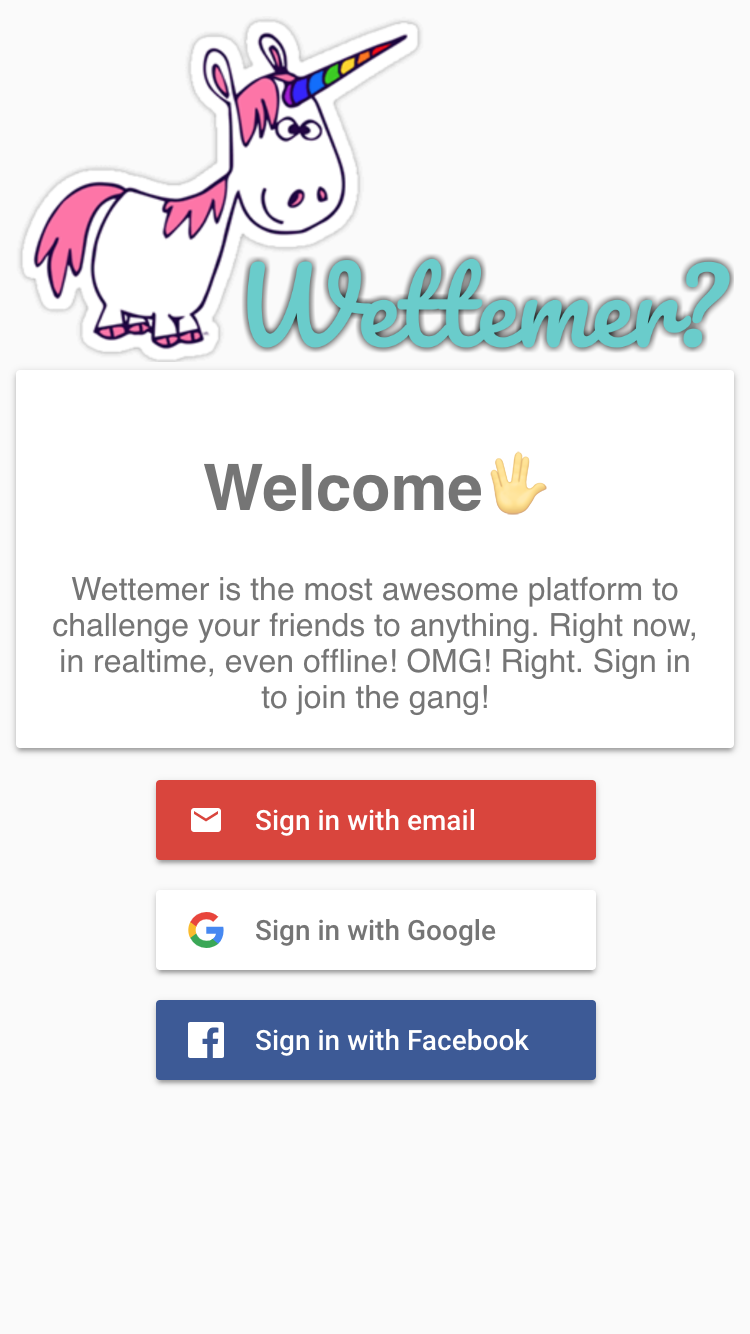 Wettemer?
Welcome🖖
Wettemer is the most awesome platform to
challenge your friends to anything. Right now,
in realtime, even offline! OMG! Right. Sign in
to join the gang!
Sign in with email
Sign in with Google
Sign in with Facebook